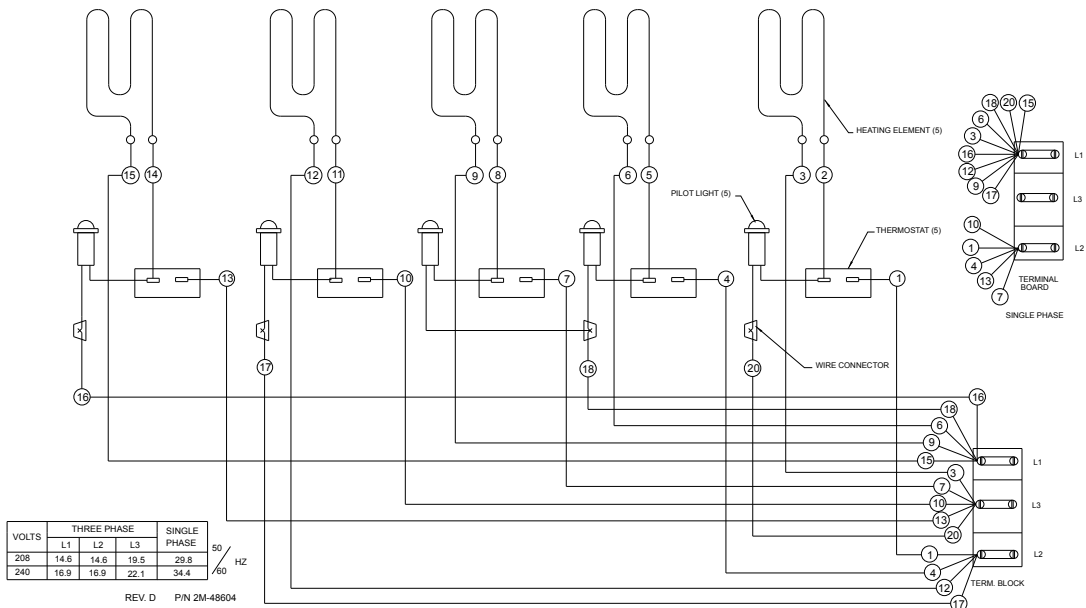 18 20 15
6
3
16
12
9
17
L1
L3
L2
10
1
4
13
7
TERMINAL
BOARD
SINGLE PHASE
HEATING ELEMENT (5)
15 14 12 11 9 8 6 5 3 2
PILOT LIGHT (5)
THERMOSTAT (5)
13 10 7 4 1
WIRE CONNECTOR
17 18 20
16 16
18
6
9
15
L1
3
7
10
13
20
L3
1
4
12
17
L2
TERM. BLOCK
VOLTS THREE PHASE SINGLE PHASE
L1 L2 L3
208 14.6 14.6 19.5 29.8
240 16.9 16.9 22.1 34.4
50/60 HZ
REV. D P/N 2M-48604